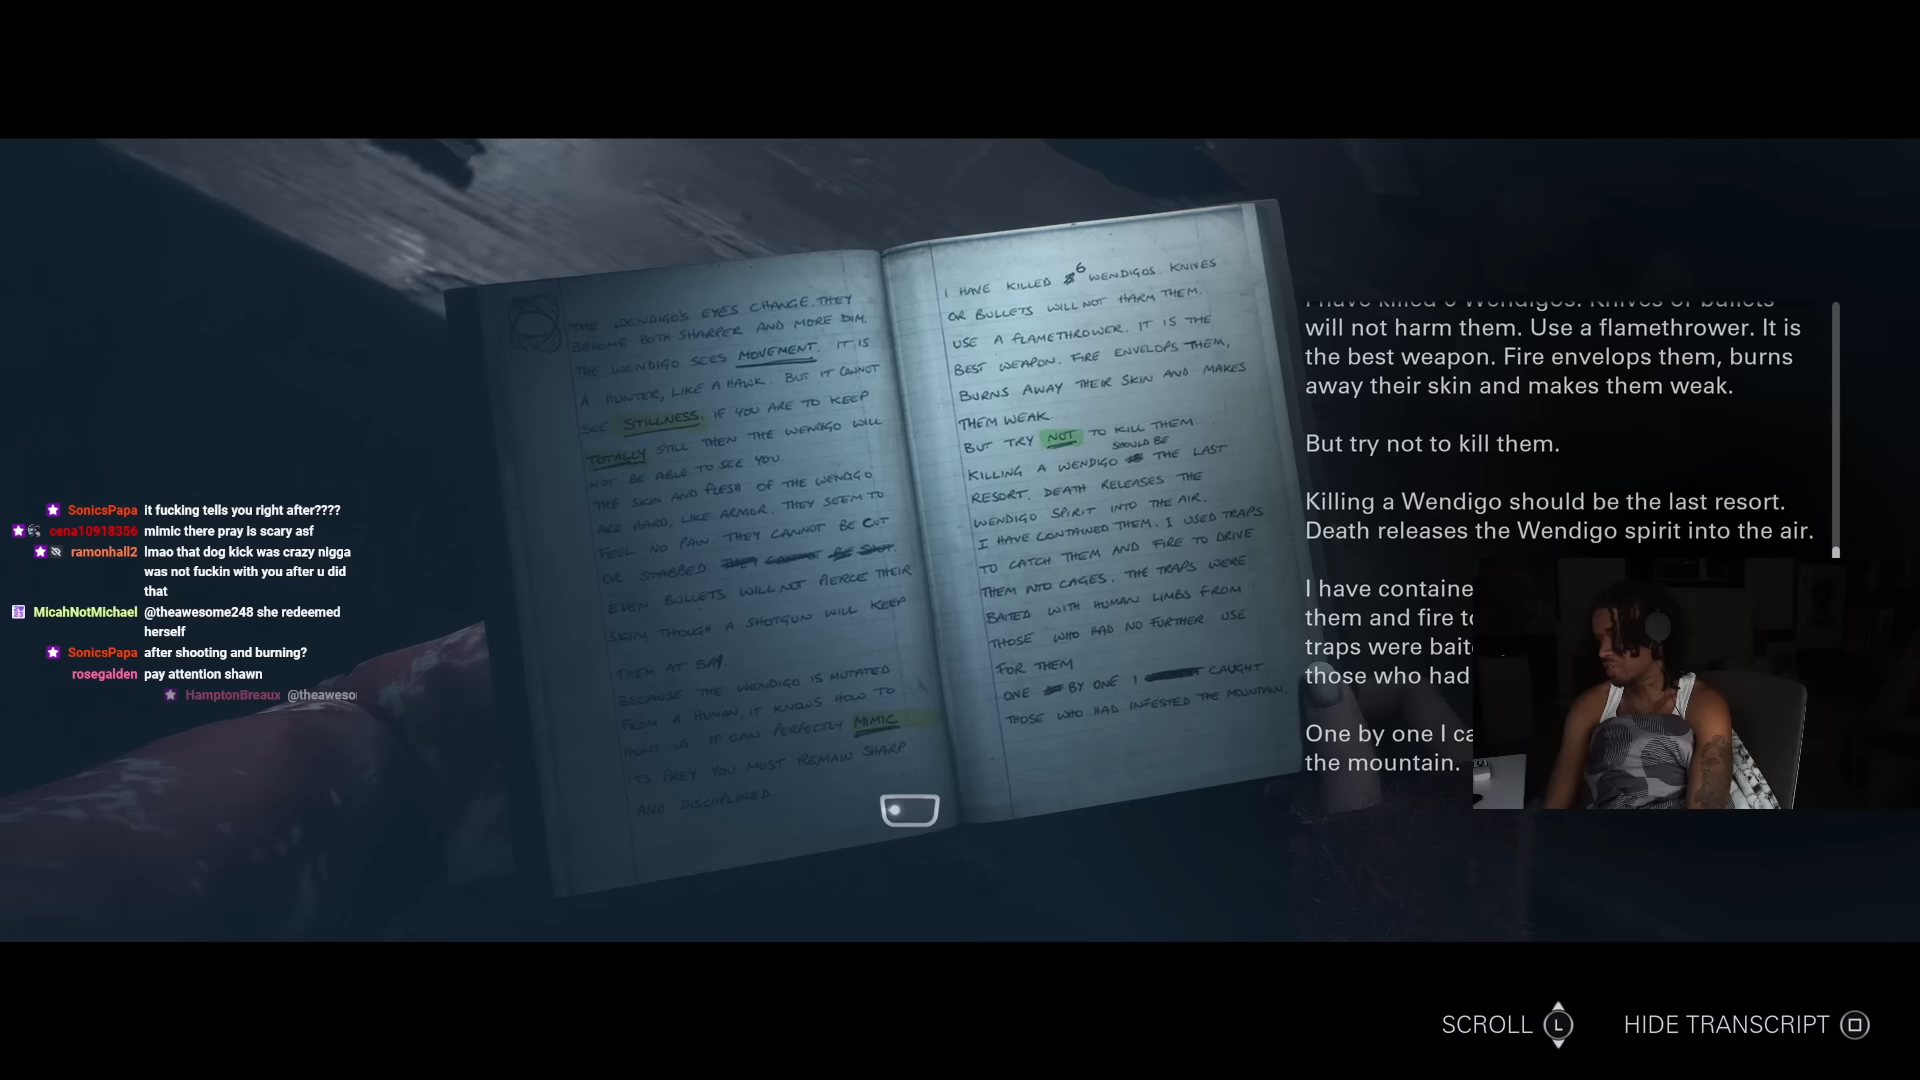 SonicsPapa it fucking tells you right after????
cena10918356 mimic there pray is scary asf
ramonhall2 lmao that dog kick was crazy nigga
was not fuckin with you after u did
that
MicahNotMichael @theawesome248 she redeemed
herself
SonicsPapa after shooting and burning?
rosegalden pay attention shawn
HamptonBreaux @theaweso
THE WENDIGO'S EYES CHANGE. THEY
BECOME BOTH SHARPER AND MORE DIM.
THE WENDIGO SEES MOVEMENT. IT IS
A HUNTER, LIKE A HAWK. BUT IT CANNOT
SEE STILLNESS. IF YOU ARE TO KEEP
TOTALLY STILL THEN THE WENDIGO WILL
NOT BE ABLE TO SEE YOU
THE SKIN AND FLESH OF THE WENDIGO
ARE HARD, LIKE ARMOR. THEY SEEM TO
FEEL NO PAIN. THEY CANNOT BE CUT
OR STABBED. THEY CANNOT BE SHOT.
EVEN BULLETS WILL NOT PIERCE THEIR
SKIN, THOUGH A SHOTGUN WILL KEEP
THEM AT BAY
BECAUSE THE WENDIGO IS MUTATED
FROM A HUMAN, IT KNOWS HOW TO
HUNT US IT CAN PERFECTLY MIMIC
ITS PREY YOU MUST REMAIN SHARP
AND DISCIPLINED.
I HAVE KILLED 6 WENDIGOS. KNIVES
OR BULLETS WILL NOT HARM THEM.
USE A FLAMETHROWER. IT IS THE
BEST WEAPON. FIRE ENVELOPS THEM,
BURNS AWAY THEIR SKIN AND MAKES
THEM WEAK
BUT TRY NOT TO KILL THEM.
SHOULD BE
KILLING A WENDIGO THE LAST
RESORT. DEATH RELEASES THE
WENDIGO SPIRIT INTO THE AIR.
I HAVE CONTAINED THEM. I USED TRAPS
TO CATCH THEM AND FIRE TO DRIVE
THEM INTO CAGES. THE TRAPS WERE
BAITED WITH HUMAN LIMBS FROM
THOSE WHO HAD NO FURTHER USE
FOR THEM
ONE BY ONE I CAUGHT
THOSE WHO HAD INFESTED THE MOUNTAIN.
I have killed 6 Wendigos. Knives or bullets
will not harm them. Use a flamethrower. It is
the best weapon. Fire envelops them, burns
away their skin and makes them weak.
But try not to kill them.
Killing a Wendigo should be the last resort.
Death releases the Wendigo spirit into the air.
I have containe
them and fire to
traps were bait
those who had
One by one I ca
the mountain.
SCROLL L HIDE TRANSCRIPT